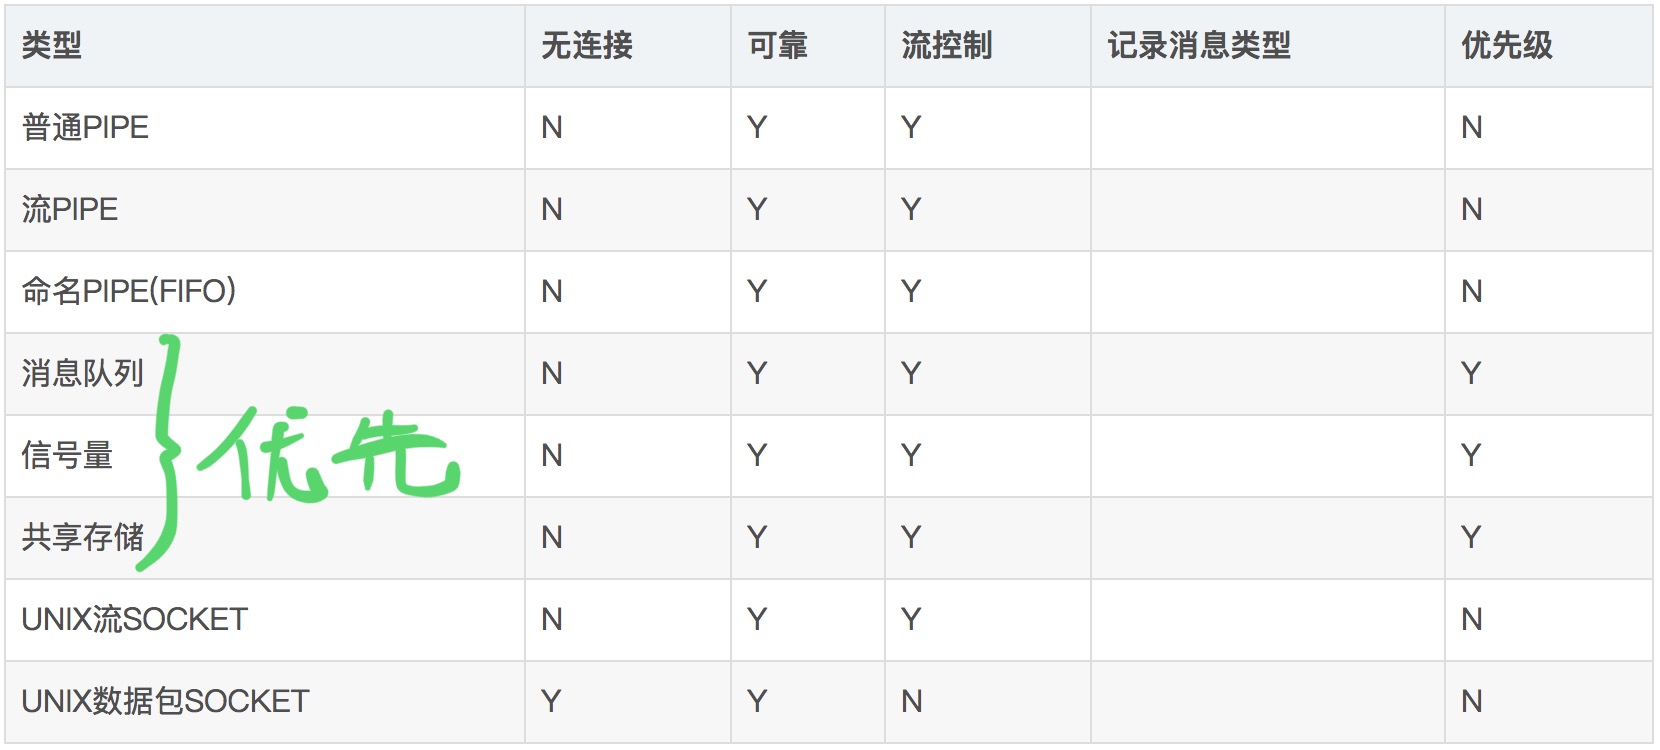 类型 无连接 可靠 流控制 记录消息类型 优先级
普通PIPE N Y Y N
流PIPE N Y Y N
命名PIPE(FIFO) N Y Y N
消息队列 N Y Y Y
信号量 N Y Y Y
优先
共享存储 N Y Y Y
UNIX流SOCKET N Y Y N
UNIX数据包SOCKET Y Y N N